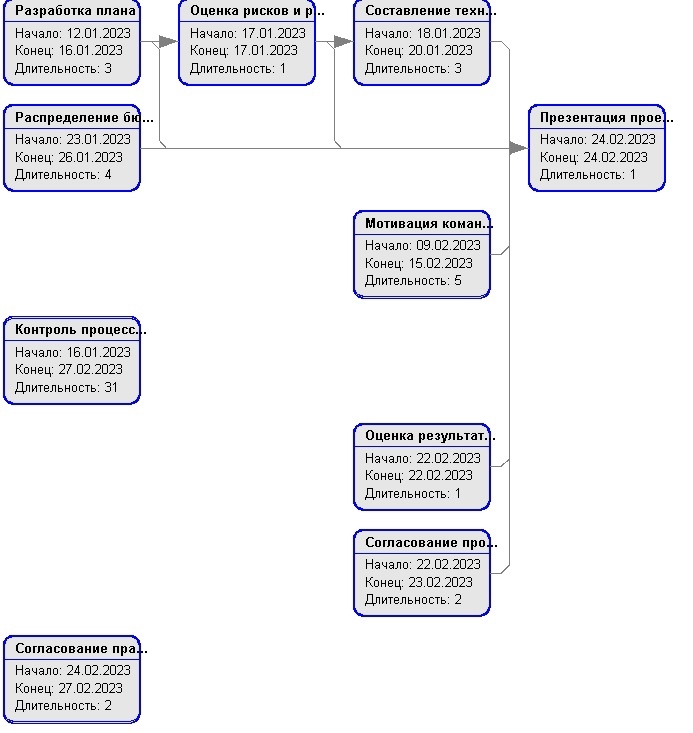 Разработка плана
Начало: 12.01.2023
Конец: 16.01.2023
Длительность: 3
Оценка рисков и р...
Начало: 17.01.2023
Конец: 17.01.2023
Длительность: 1
Составление техн...
Начало: 18.01.2023
Конец: 20.01.2023
Длительность: 3
Распределение бю...
Начало: 23.01.2023
Конец: 26.01.2023
Длительность: 4
Презентация прое...
Начало: 24.02.2023
Конец: 24.02.2023
Длительность: 1
Мотивация коман...
Начало: 09.02.2023
Конец: 15.02.2023
Длительность: 5
Контроль процесс...
Начало: 16.01.2023
Конец: 27.02.2023
Длительность: 31
Оценка результат...
Начало: 22.02.2023
Конец: 22.02.2023
Длительность: 1
Согласование про...
Начало: 22.02.2023
Конец: 23.02.2023
Длительность: 2
Согласование пра...
Начало: 24.02.2023
Конец: 27.02.2023
Длительность: 2